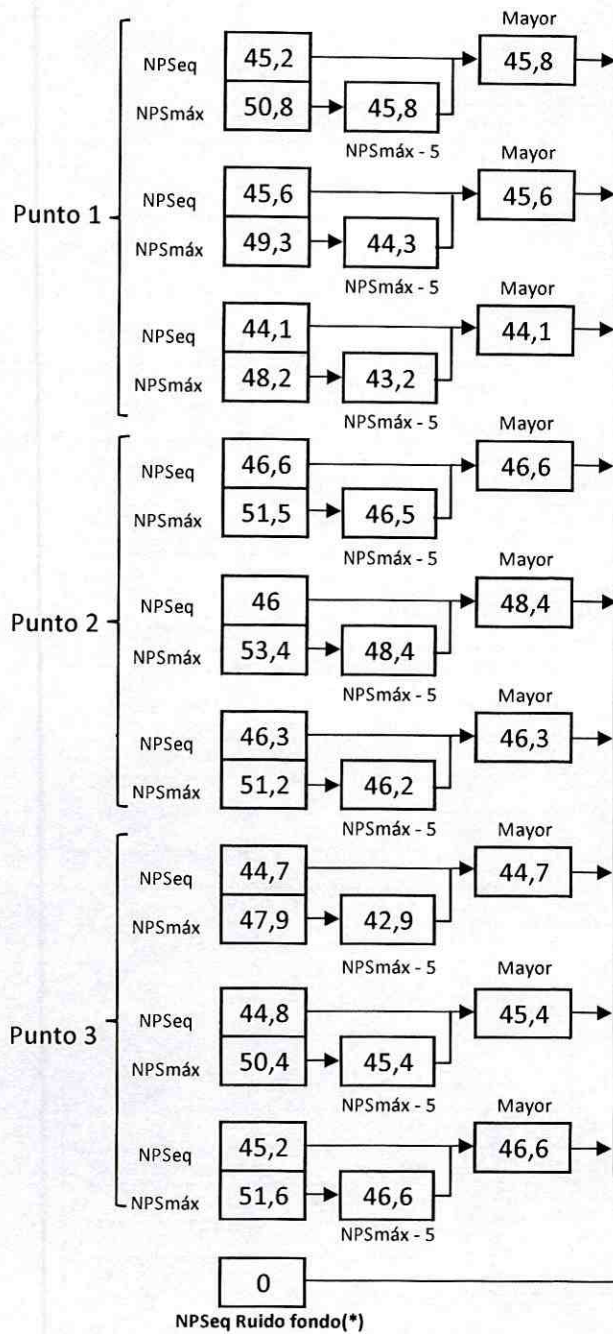 Mayor
NPSeq 45,2 45,8
NPSmáx 50,8 45,8
NPSmáx - 5
Mayor
NPSeq 45,6 45,6
Punto 1
NPSmáx 49,3 44,3
NPSmáx - 5
Mayor
NPSeq 44,1 44,1
NPSmáx 48,2 43,2
NPSmáx - 5
Mayor
NPSeq 46,6 46,6
NPSmáx 51,5 46,5
NPSmáx - 5
Mayor
NPSeq 46 48,4
Punto 2
NPSmáx 53,4 48,4
NPSmáx - 5
Mayor
NPSeq 46,3 46,3
NPSmáx 51,2 46,2
NPSmáx - 5
Mayor
NPSeq 44,7 44,7
NPSmáx 47,9 42,9
NPSmáx - 5
Mayor
NPSeq 44,8 45,4
Punto 3
NPSmáx 50,4 45,4
NPSmáx - 5
Mayor
NPSeq 45,2 46,6
NPSmáx 51,6 46,6
NPSmáx - 5
0
NPSeq Ruido fondo(*)